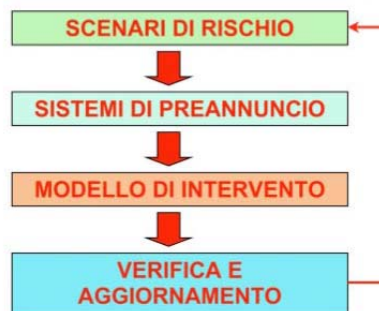 SCENARI DI RISCHIO
SISTEMI DI PREANNUNCIO
MODELLO DI INTERVENTO
VERIFICA E
AGGIORNAMENTO